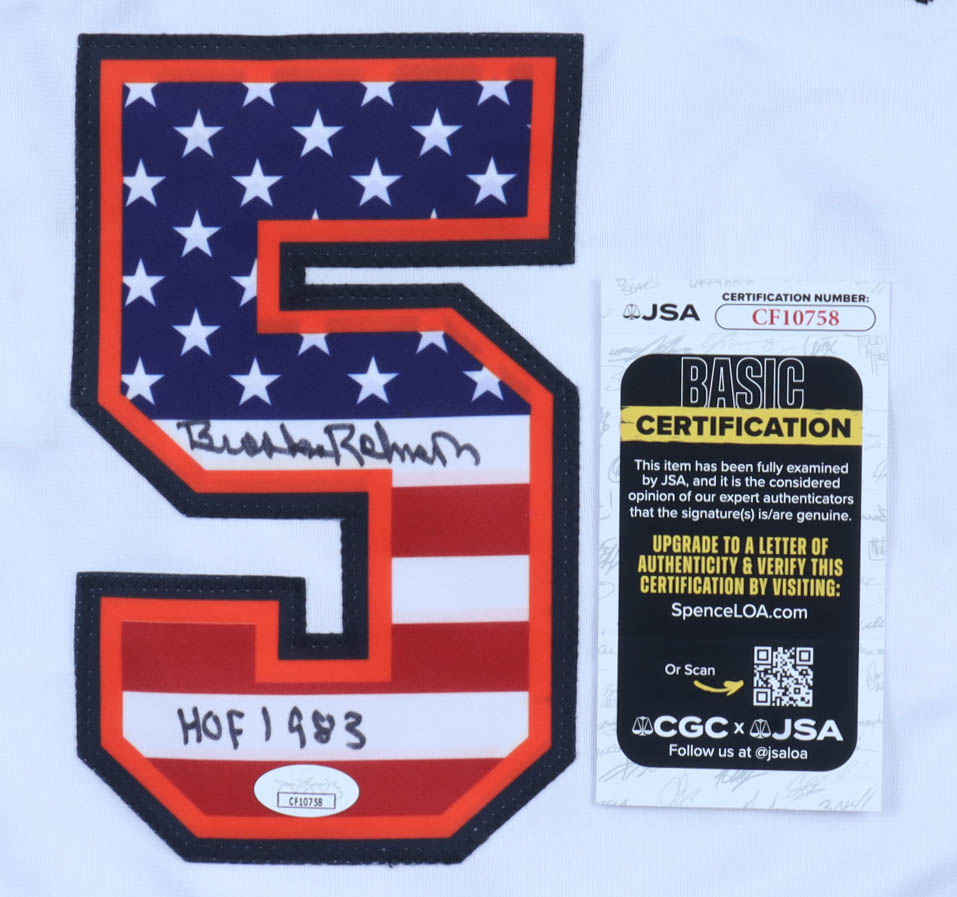 Brooks Robinson
HOF 1983
CF10758
JSA
CERTIFICATION NUMBER:
CF10758
BASIC
CERTIFICATION
This item has been fully examined
by JSA, and it is the considered
opinion of our expert authenticators
that the signature(s) is/are genuine.
UPGRADE TO A LETTER OF
AUTHENTICITY & VERIFY THIS
CERTIFICATION BY VISITING:
SpenceLOA.com
Or Scan
CGC x JSA
Follow us at @jsaloa
5